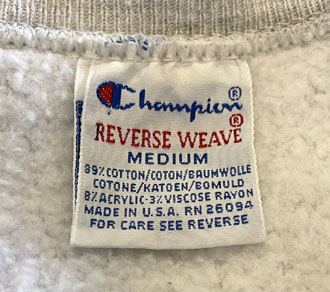 Champion®
REVERSE WEAVE®
MEDIUM
89% COTTON/COTON/BAUMWOLLE
COTONE/KATOEN/BOMULD
8% ACRYLIC-3% VISCOSE RAYON
MADE IN U.S.A. RN 26094
FOR CARE SEE REVERSE